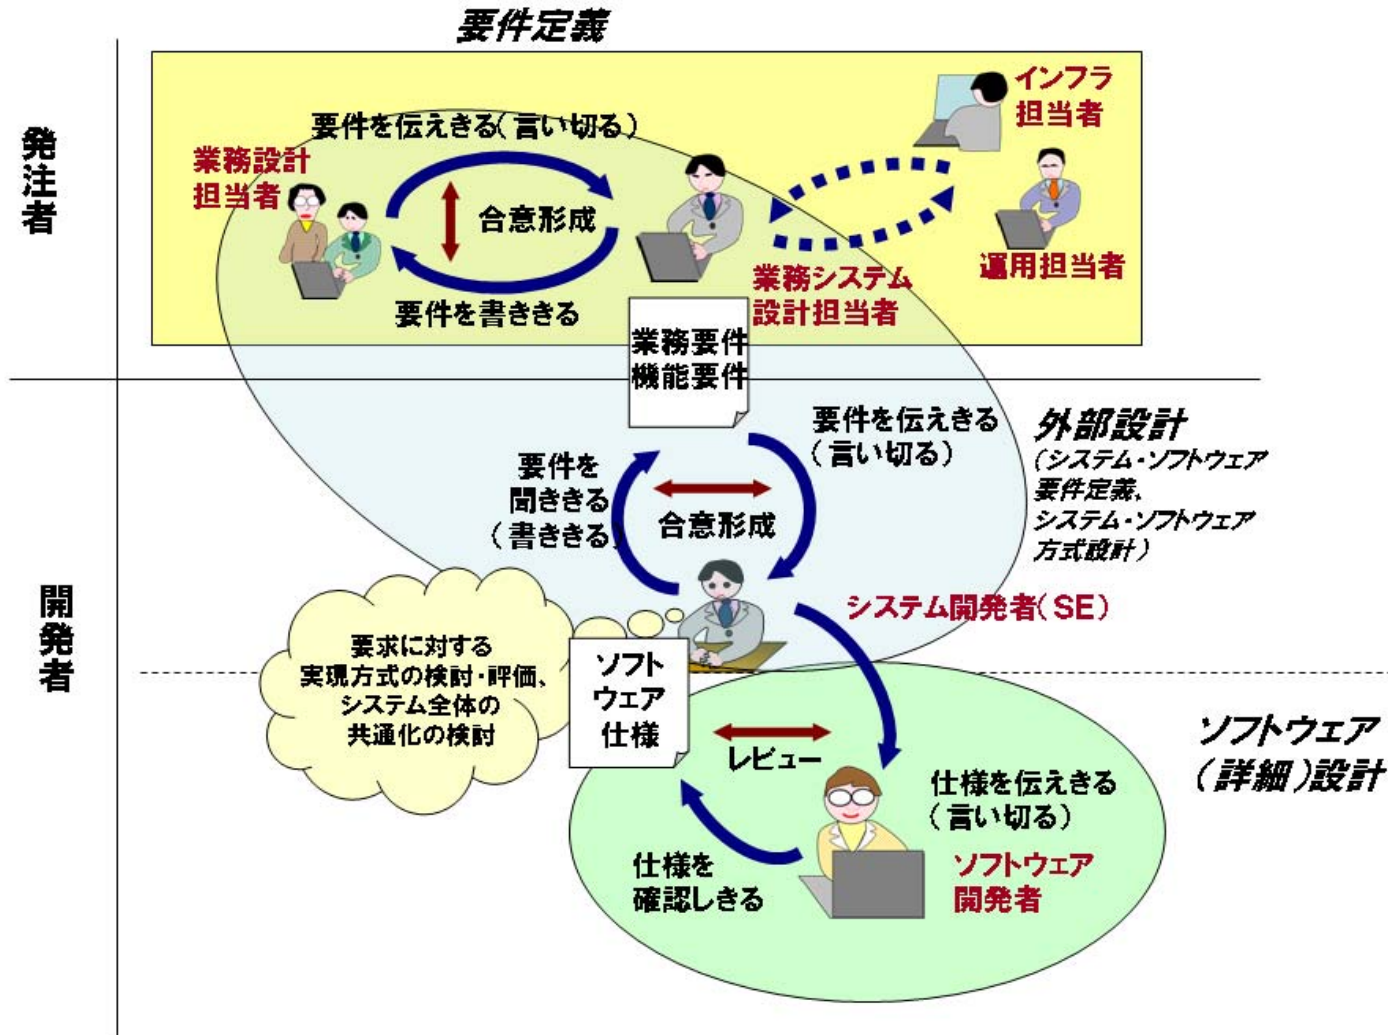 要件定義
発注者
要件を伝えきる(言い切る)
業務設計
担当者
合意形成
要件を書ききる
インフラ
担当者
運用担当者
業務システム
設計担当者
業務要件
機能要件
開発者
要件を伝えきる
(言い切る)
要件を
聞ききる
(書ききる)
合意形成
外部設計
(システム・ソフトウェア
要件定義、
システム・ソフトウェア
方式設計)
システム開発者(SE)
要求に対する
実現方式の検討・評価、
システム全体の
共通化の検討
ソフト
ウェア
仕様
レビュー
ソフトウェア
(詳細)設計
仕様を伝えきる
(言い切る)
仕様を
確認しきる
ソフトウェア
開発者